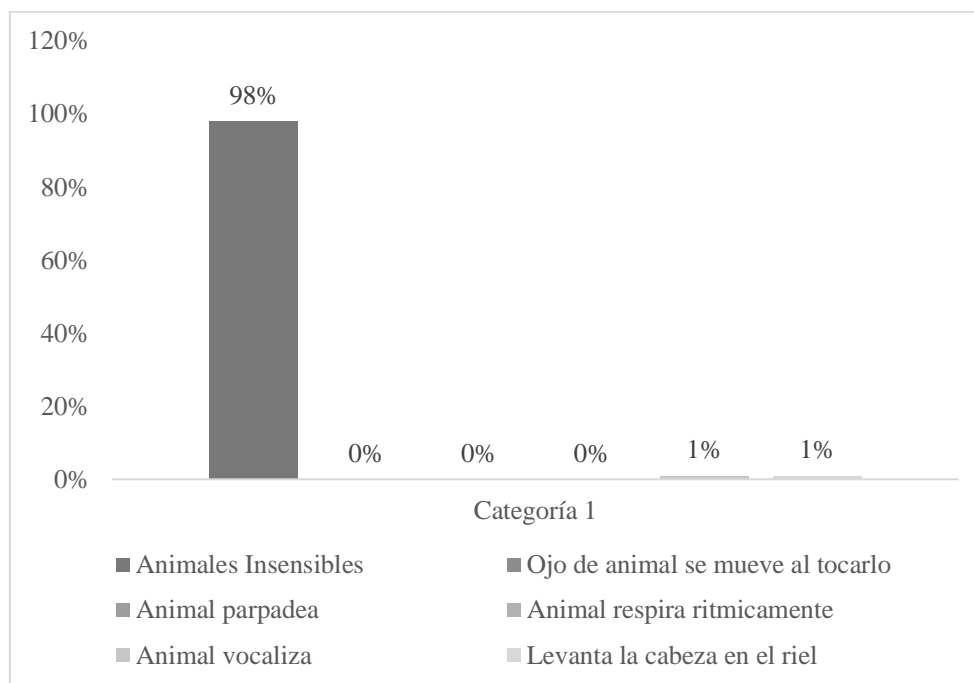 120%
100%
80%
60%
40%
20%
0%
98%
0%
0%
0%
1%
1%
Categoría 1
Animales Insensibles
Ojo de animal se mueve al tocarlo
Animal parpadea
Animal respira ritmicamente
Animal vocaliza
Levanta la cabeza en el riel